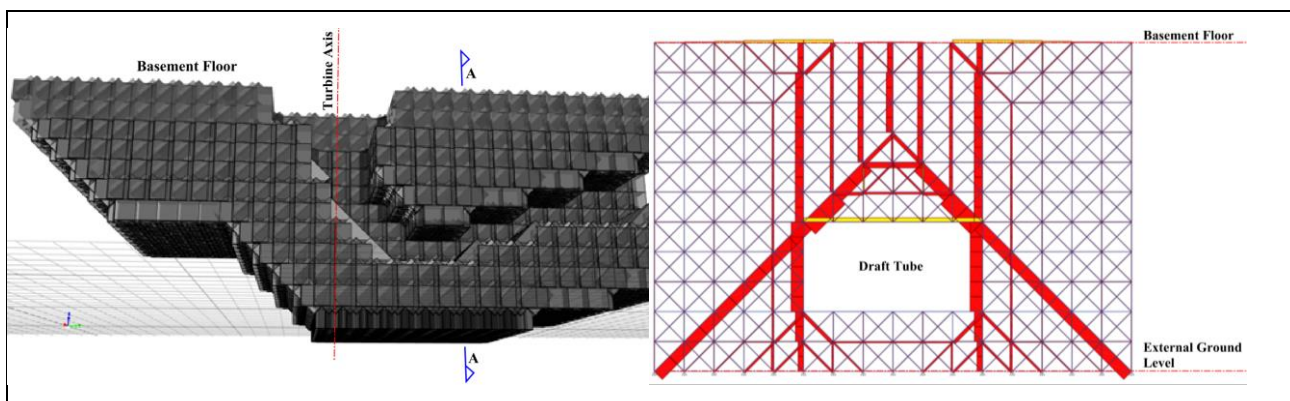 Basement Floor
Turbine Axis
A
A
Basement Floor
Draft Tube
External Ground
Level